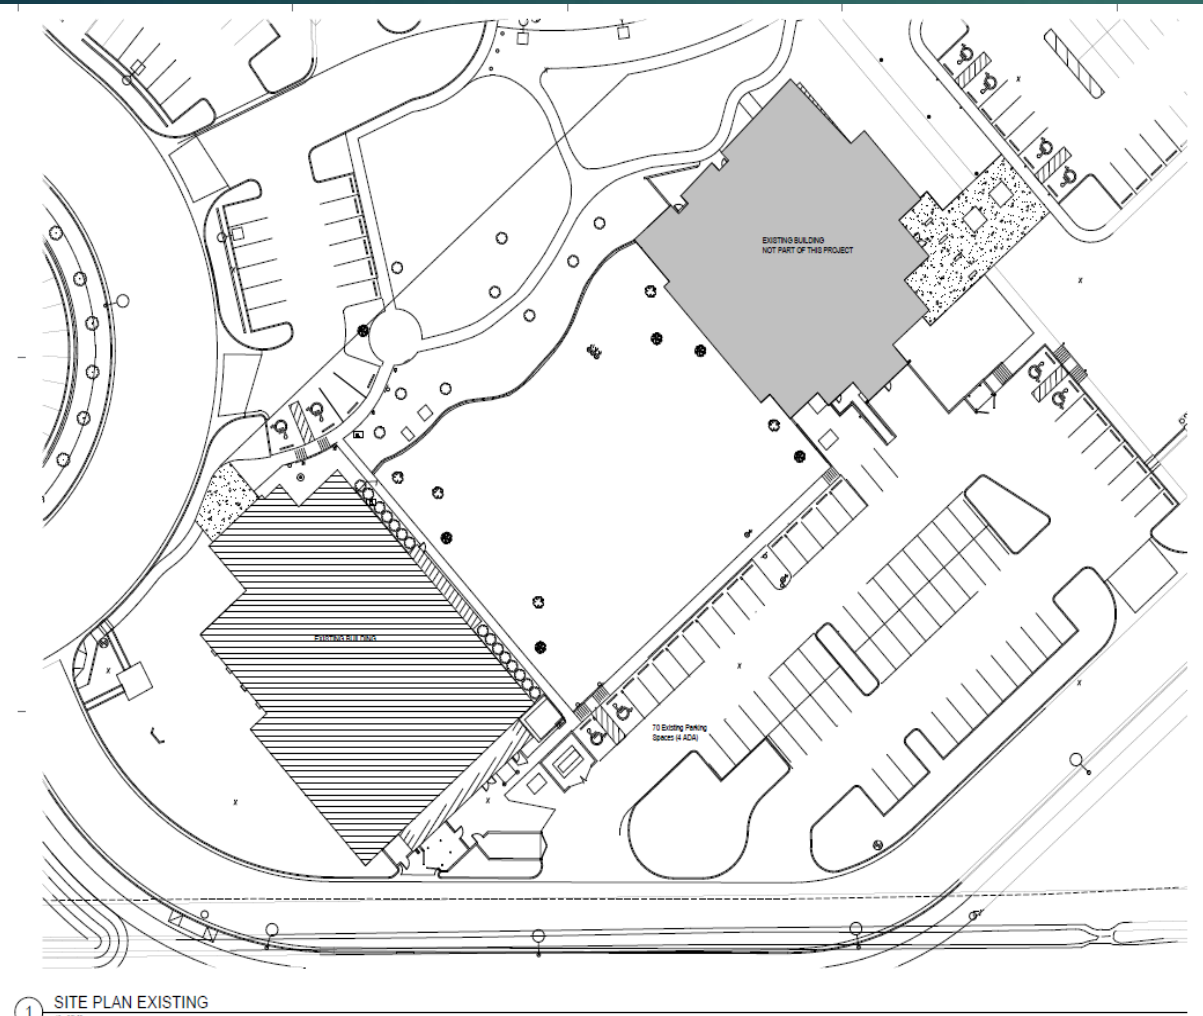 EXISTING BUILDING
NOT PART OF THIS PROJECT
EXISTING BUILDING
70 Existing Parking
Spaces (4 ADA)
1
SITE PLAN EXISTING